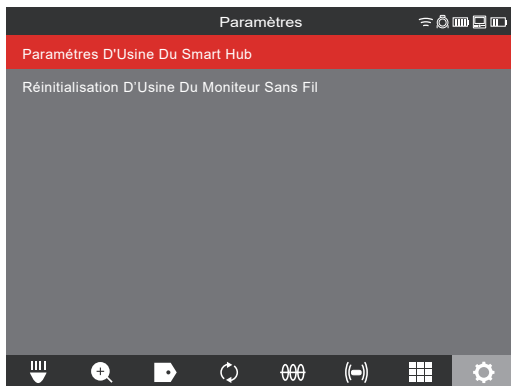 Paramètres
Paramétres D'Usine Du Smart Hub
Réinitialisation D'Usine Du Moniteur Sans Fil